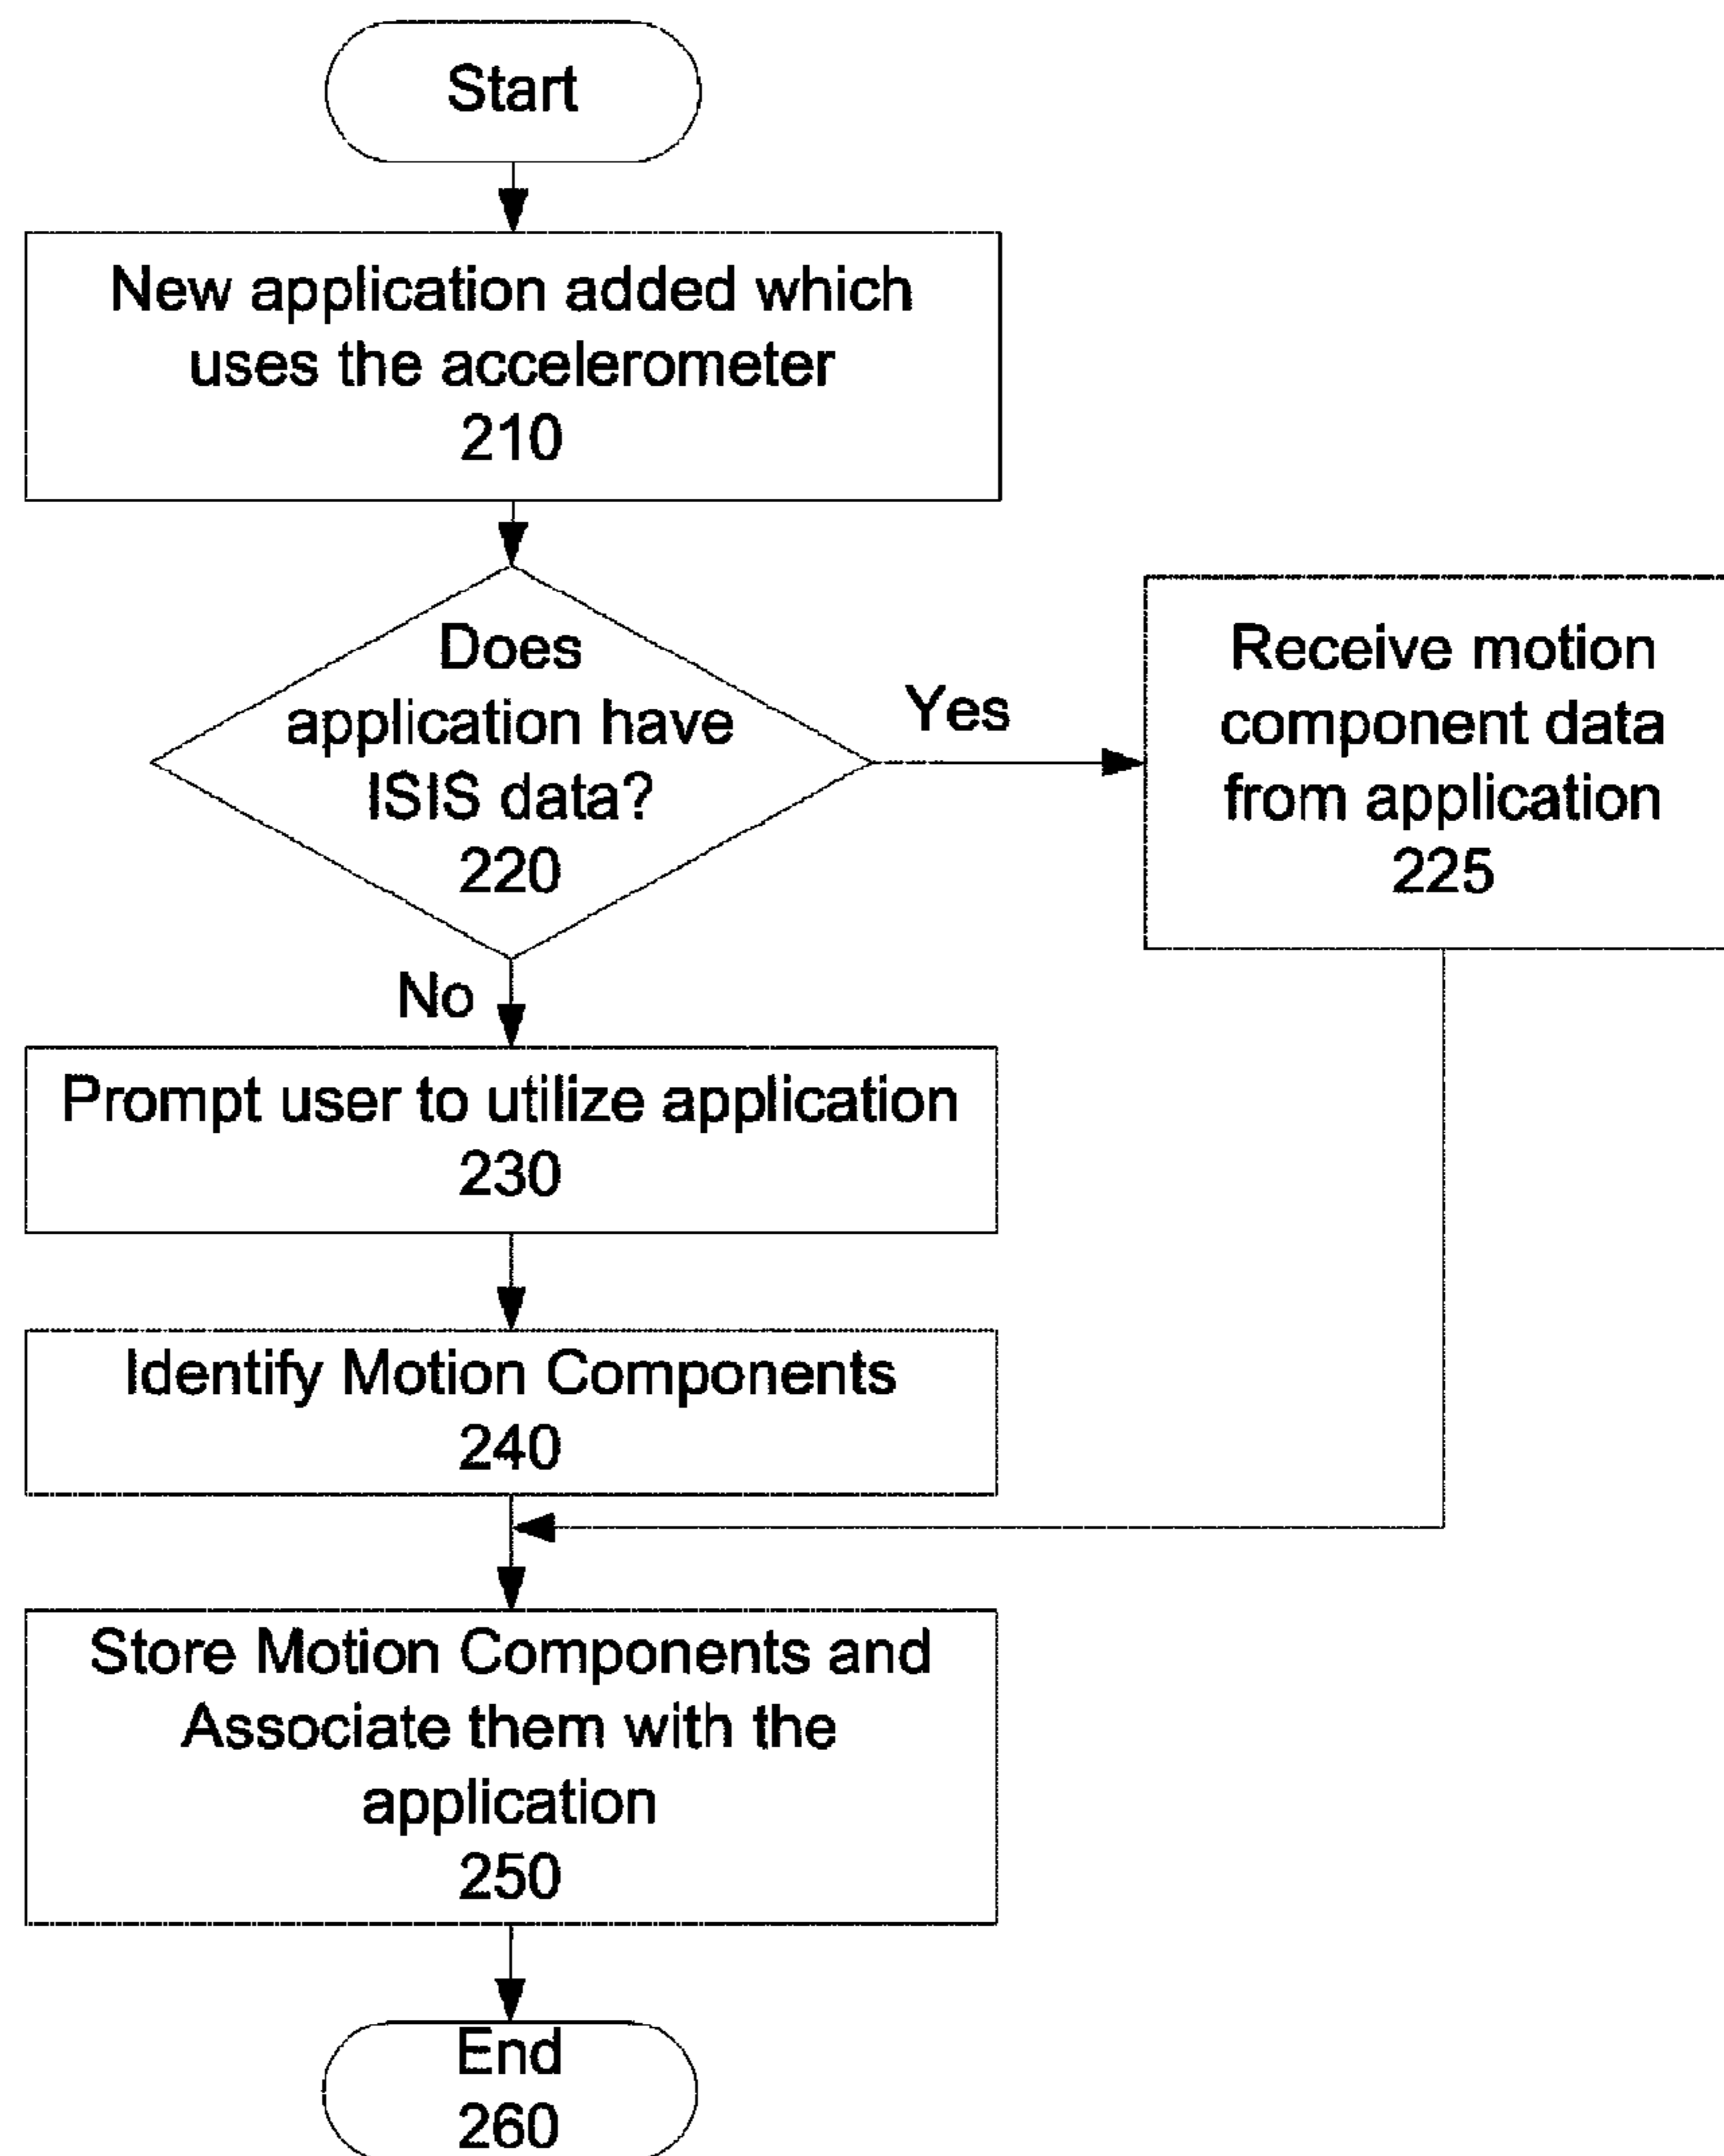 Start
New application added which
uses the accelerometer
210
Does
application have
ISIS data?
220
Yes
Receive motion
component data
from application
225
No
Prompt user to utilize application
230
Identify Motion Components
240
Store Motion Components and
Associate them with the
application
250
End
260